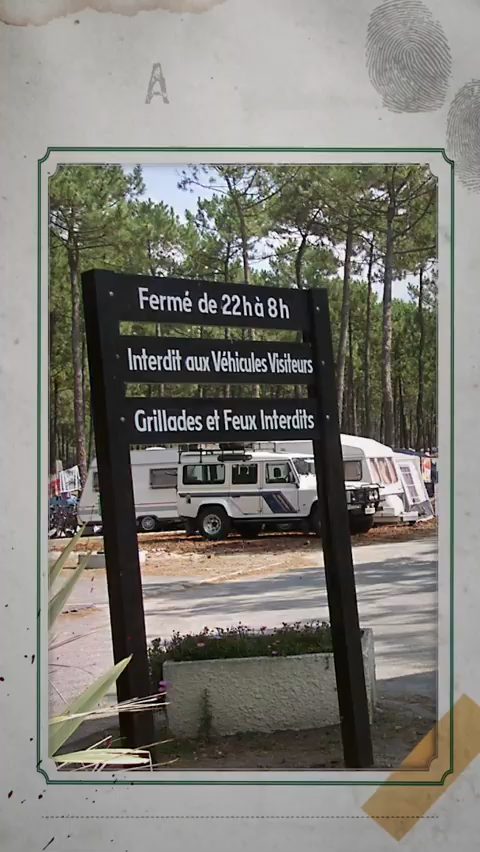 A
Fermé de 22h à 8h
Interdit aux Véhicules Visiteurs
Grillades et Feux Interdits